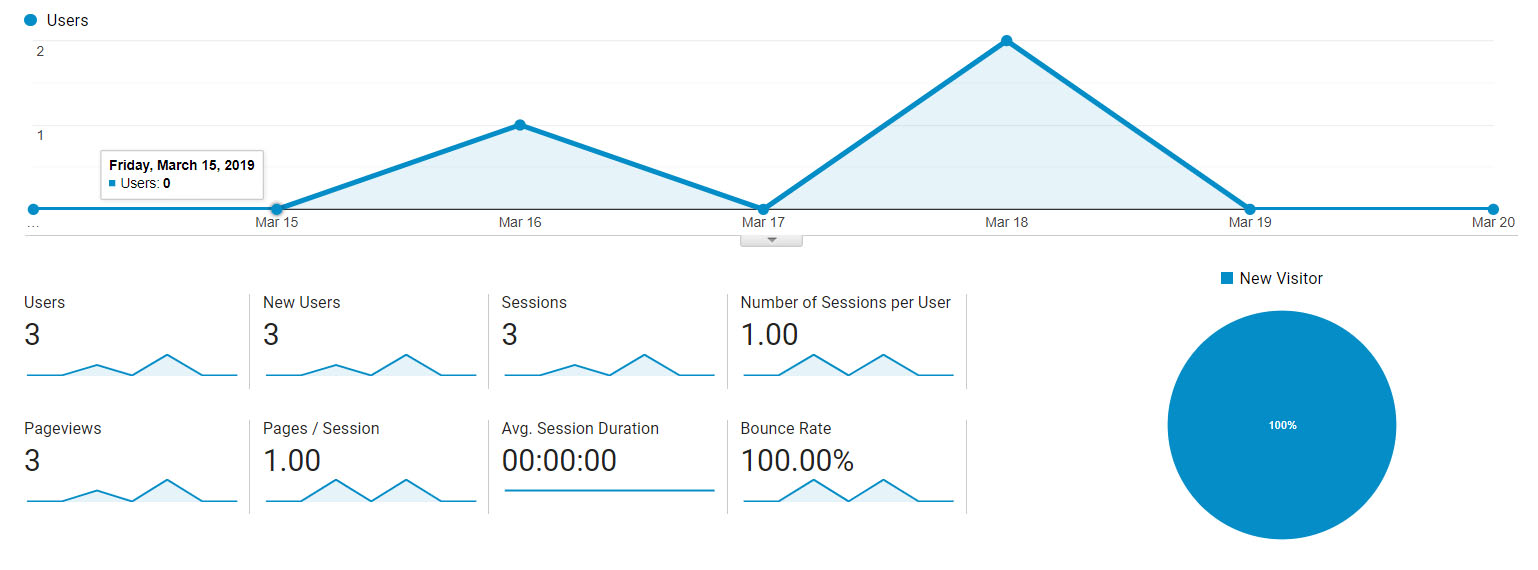 Users
2
1
Friday, March 15, 2019
Users: 0
... Mar 15 Mar 16 Mar 17 Mar 18 Mar 19 Mar 20
New Visitor
Users New Users Sessions Number of Sessions per User
3 3 3 1.00
100%
Pageviews Pages / Session Avg. Session Duration Bounce Rate
3 1.00 00:00:00 100.00%